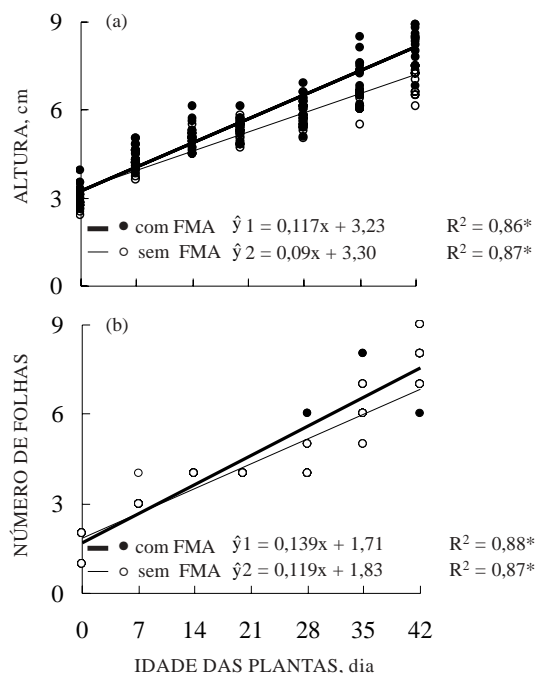 (a)
9
6
3
0
ALTURA, cm
com FMA ŷ1 = 0,117x + 3,23 R² = 0,86*
sem FMA ŷ2 = 0,09x + 3,30 R² = 0,87*
(b)
9
6
3
0
NÚMERO DE FOLHAS
com FMA ŷ1 = 0,139x + 1,71 R² = 0,88*
sem FMA ŷ2 = 0,119x + 1,83 R² = 0,87*
0 7 14 21 28 35 42
IDADE DAS PLANTAS, dia